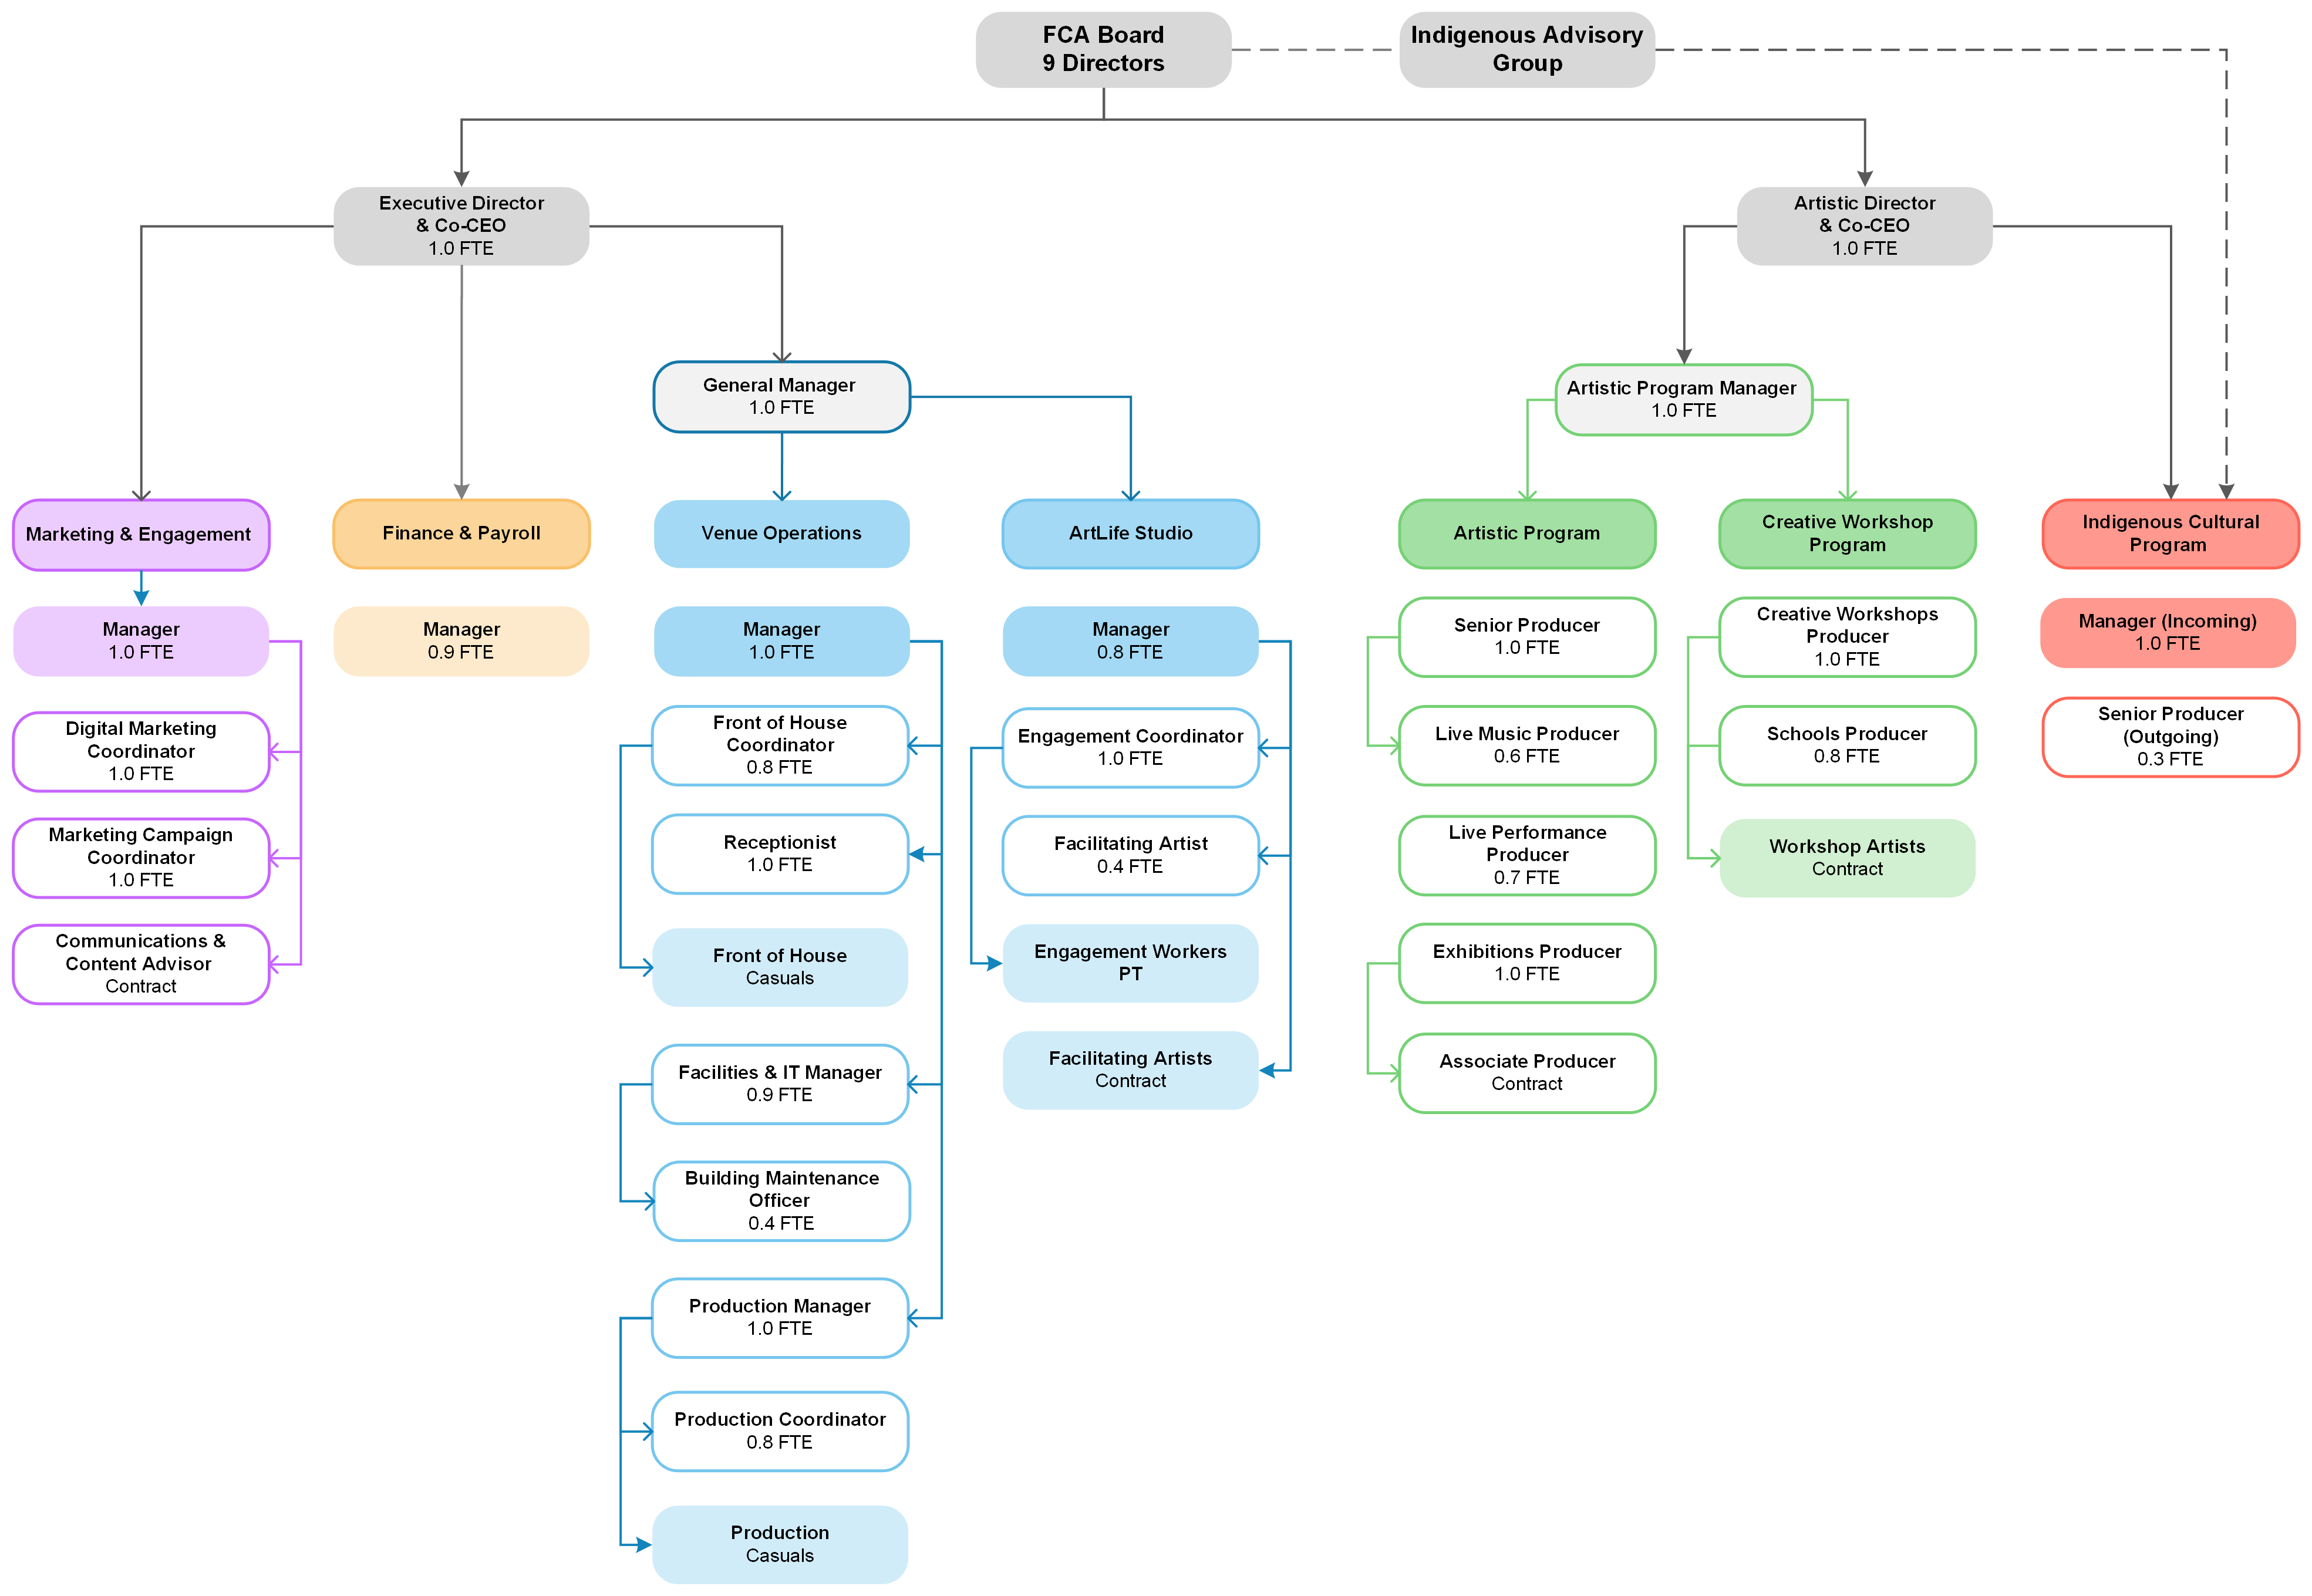 FCA Board
9 Directors
Indigenous Advisory
Group
Executive Director
& Co-CEO
1.0 FTE
Artistic Director
& Co-CEO
1.0 FTE
General Manager
1.0 FTE
Artistic Program Manager
1.0 FTE
Marketing & Engagement
Manager
1.0 FTE
Digital Marketing
Coordinator
1.0 FTE
Marketing Campaign
Coordinator
1.0 FTE
Communications &
Content Advisor
Contract
Finance & Payroll
Manager
0.9 FTE
Venue Operations
Manager
1.0 FTE
Front of House
Coordinator
0.8 FTE
Receptionist
1.0 FTE
Front of House
Casuals
Facilities & IT Manager
0.9 FTE
Building Maintenance
Officer
0.4 FTE
Production Manager
1.0 FTE
Production Coordinator
0.8 FTE
Production
Casuals
ArtLife Studio
Manager
0.8 FTE
Engagement Coordinator
1.0 FTE
Facilitating Artist
0.4 FTE
Engagement Workers
PT
Facilitating Artists
Contract
Artistic Program
Senior Producer
1.0 FTE
Live Music Producer
0.6 FTE
Live Performance
Producer
0.7 FTE
Exhibitions Producer
1.0 FTE
Associate Producer
Contract
Creative Workshop
Program
Creative Workshops
Producer
1.0 FTE
Schools Producer
0.8 FTE
Workshop Artists
Contract
Indigenous Cultural
Program
Manager (Incoming)
1.0 FTE
Senior Producer
(Outgoing)
0.3 FTE